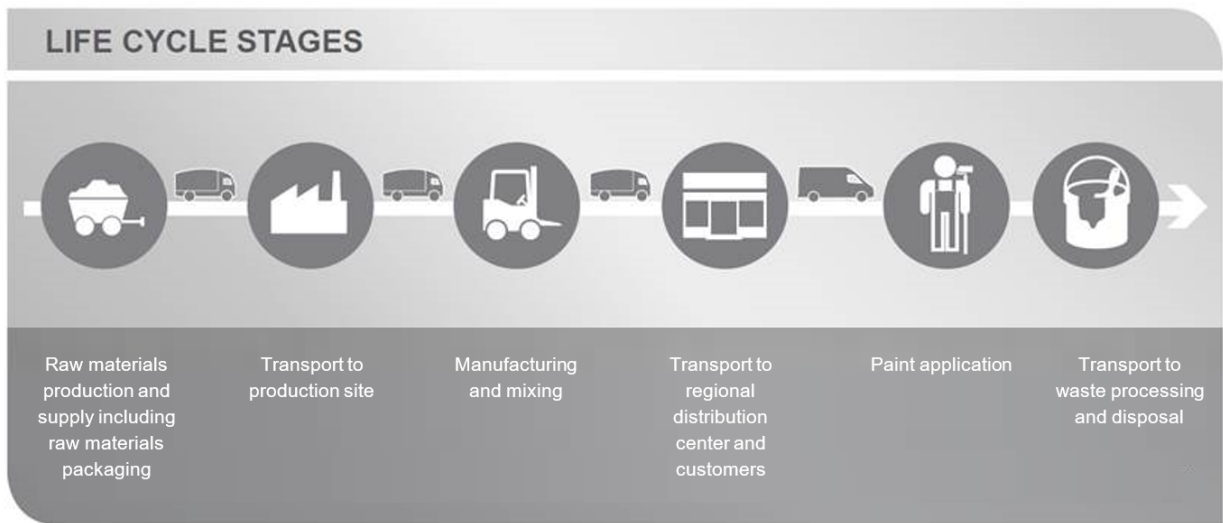 LIFE CYCLE STAGES
Raw materials
production and
supply including
raw materials
packaging
Transport to
production site
Manufacturing
and mixing
Transport to
regional
distribution
center and
customers
Paint application
Transport to
waste processing
and disposal